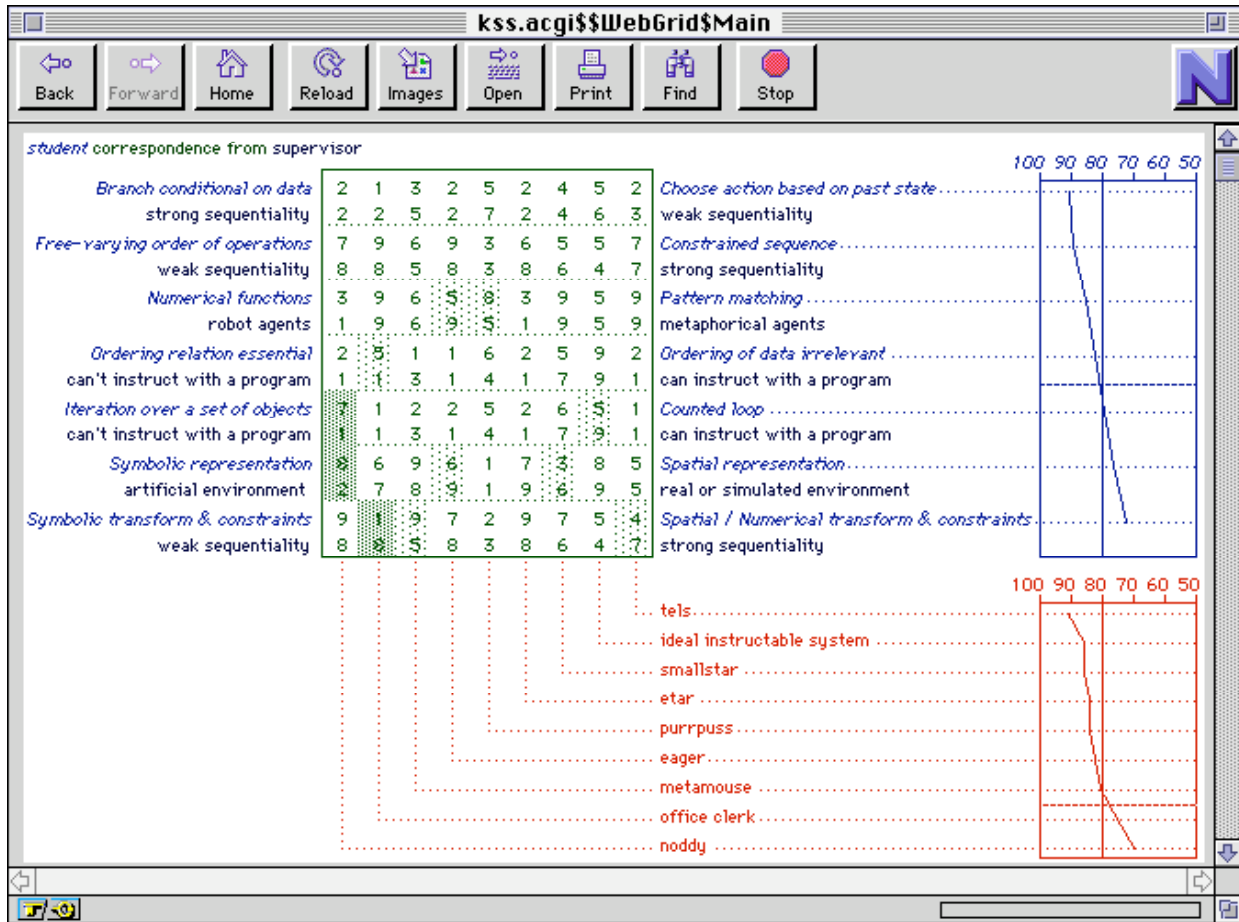 kss.acgi$$WebGrid$Main
Back Forward Home Reload Images Open Print Find Stop N
student correspondence from supervisor
100 90 80 70 60 50
Branch conditional on data 2 1 3 2 5 2 4 5 2 Choose action based on past state
strong sequentiality 2 2 5 2 7 2 4 6 3 weak sequentiality
Free-varying order of operations 7 9 6 9 3 6 5 5 7 Constrained sequence
weak sequentiality 8 8 5 8 3 8 6 4 7 strong sequentiality
Numerical functions 3 9 6 5 8 3 9 5 9 Pattern matching
robot agents 1 9 6 9 5 1 9 5 9 metaphorical agents
Ordering relation essential 2 5 1 1 6 2 5 9 2 Ordering of data irrelevant
can't instruct with a program 1 1 3 1 4 1 7 9 1 can instruct with a program
Iteration over a set of objects 7 1 2 2 5 2 6 5 1 Counted loop
can't instruct with a program 1 1 3 1 4 1 7 9 1 can instruct with a program
Symbolic representation 6 9 6 1 7 3 8 5 Spatial representation
artificial environment 2 7 8 9 1 9 6 9 5 real or simulated environment
Symbolic transform & constraints 9 1 9 7 2 9 7 5 4 Spatial / Numerical transform & constraints
weak sequentiality 8 8 5 8 3 8 6 4 7 strong sequentiality
100 90 80 70 60 50
tels
ideal instructable system
smallstar
etar
purrpuss
eager
metamouse
office clerk
noddy